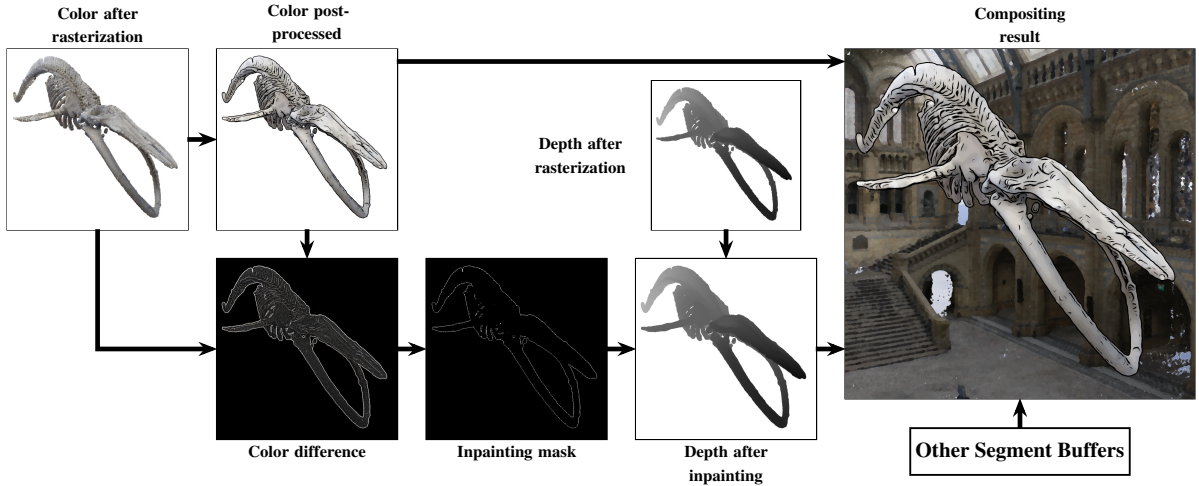 Color after
rasterization
Color post-
processed
Compositing
result
Depth after
rasterization
Color difference
Inpainting mask
Depth after
inpainting
Other Segment Buffers